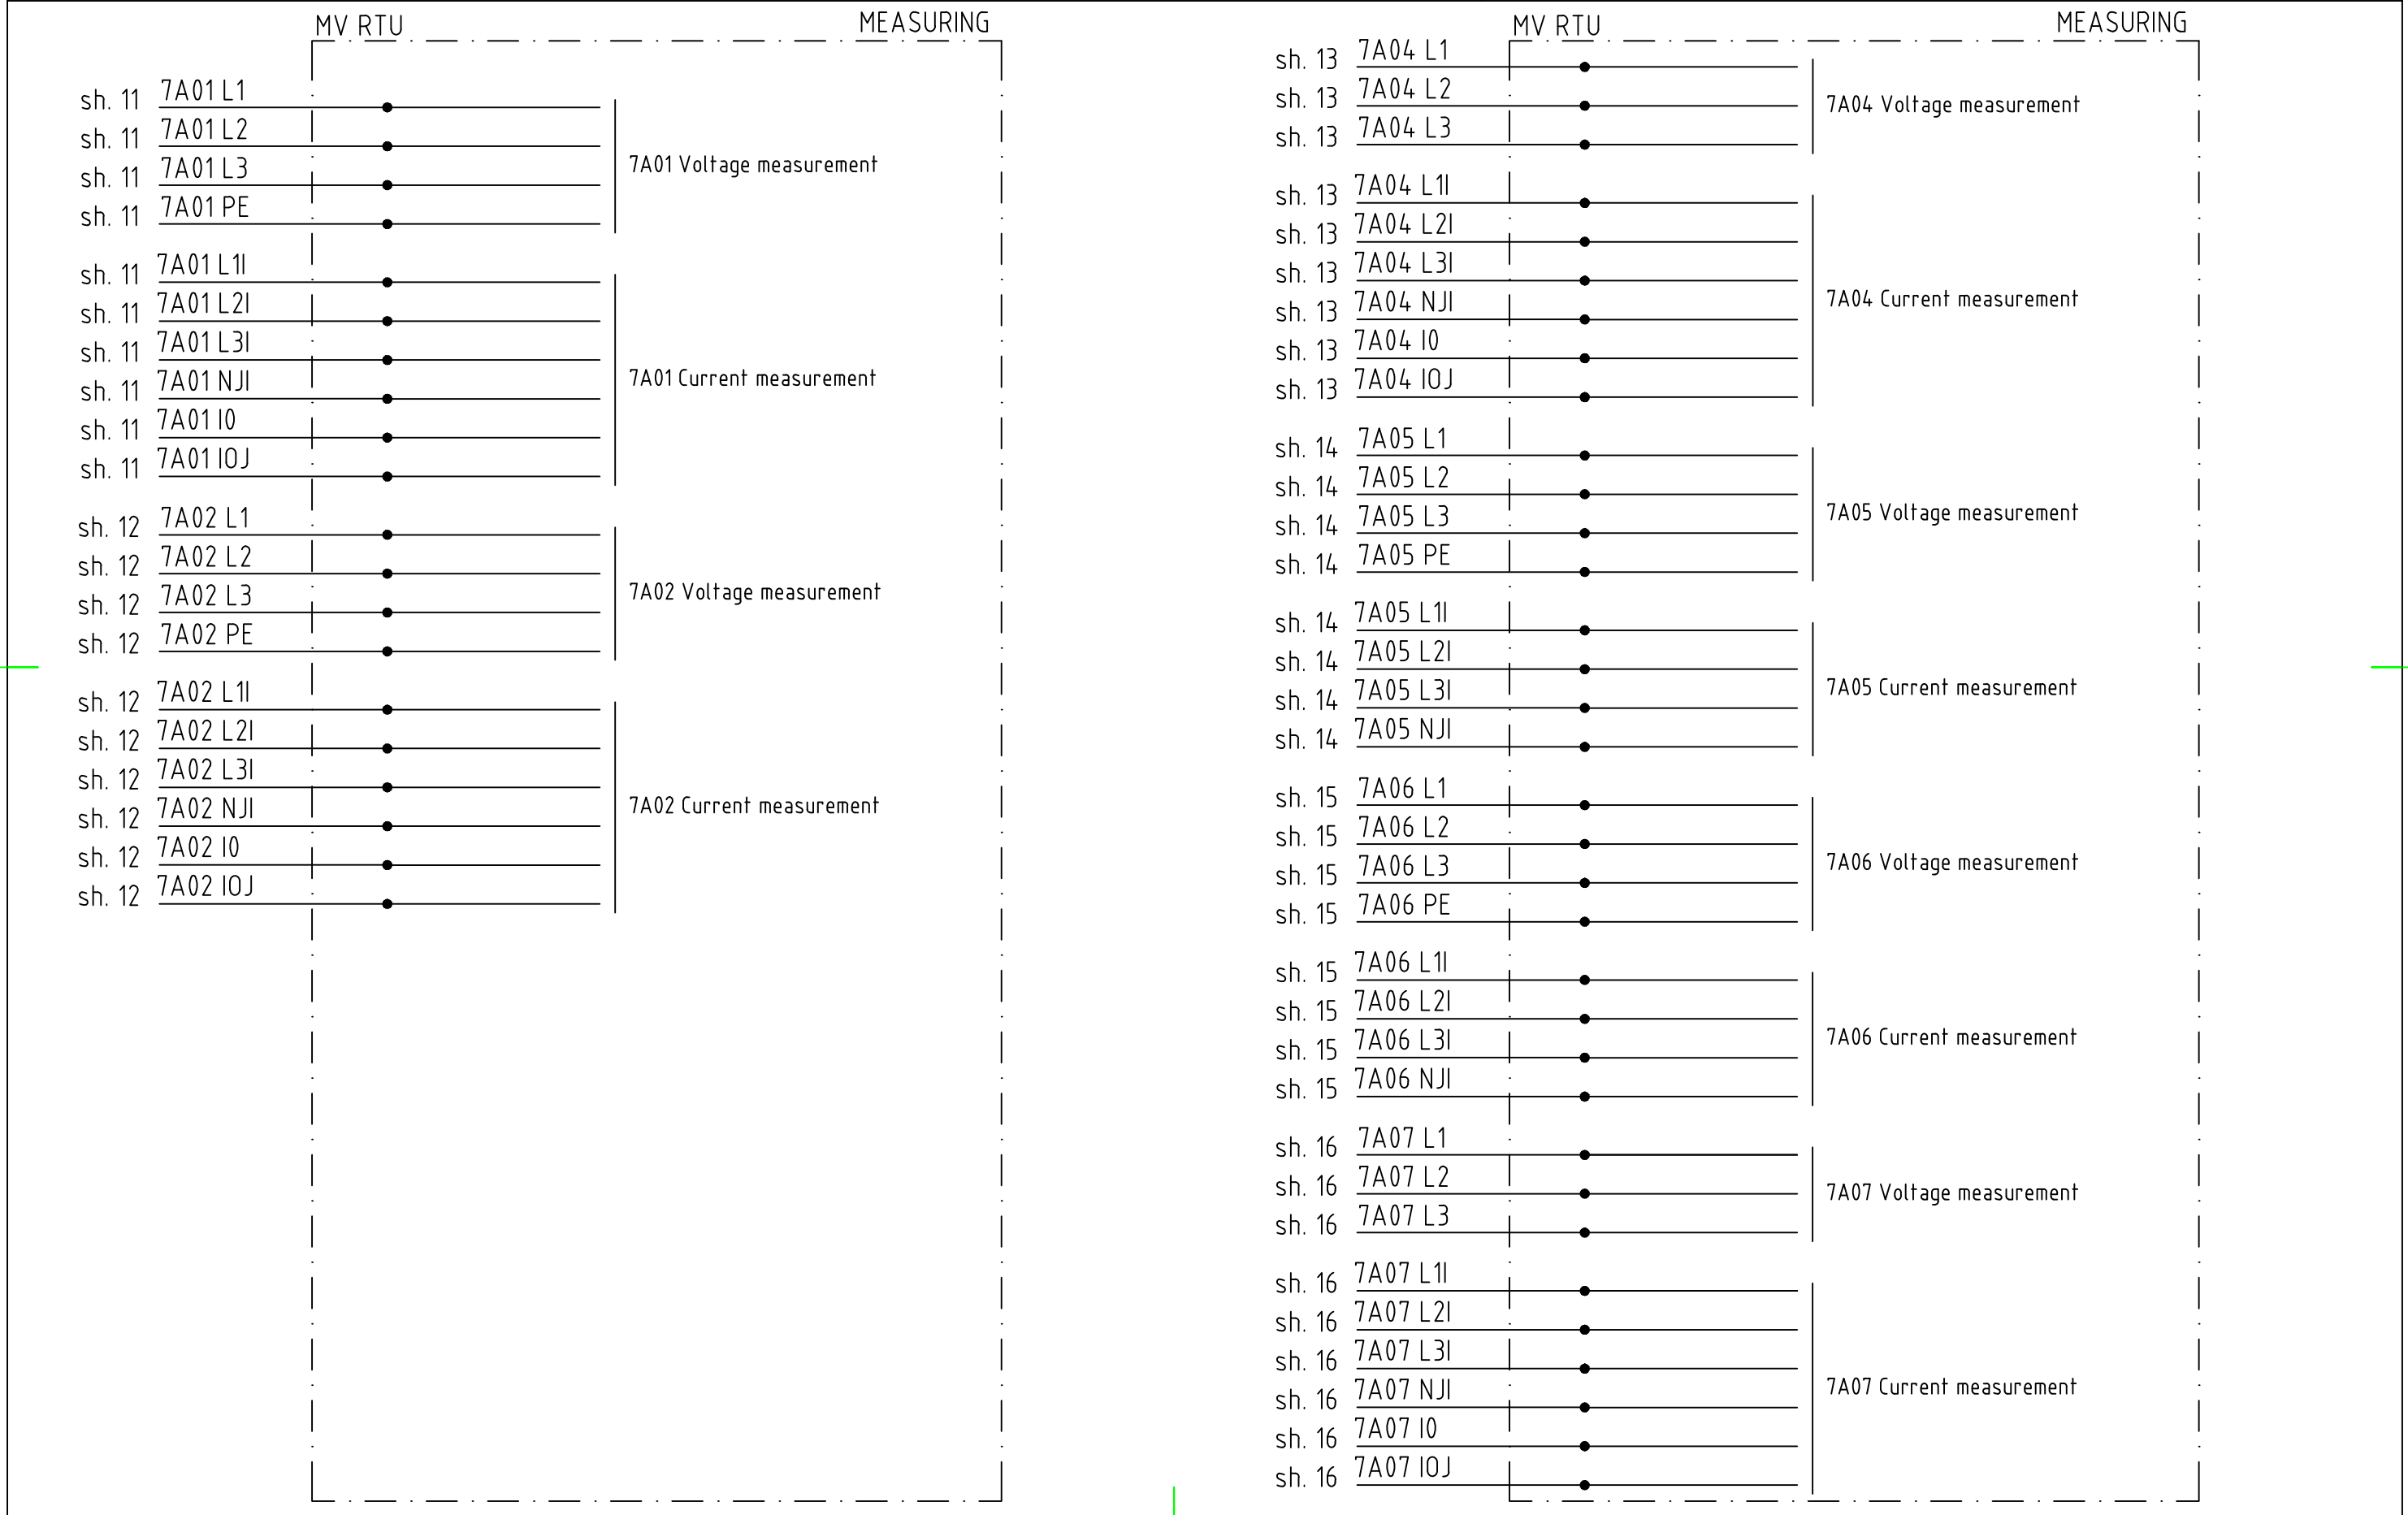 MV RTU MEASURING
sh. 11 7A01 L1
sh. 11 7A01 L2
sh. 11 7A01 L3
sh. 11 7A01 PE
7A01 Voltage measurement
sh. 11 7A01 L1I
sh. 11 7A01 L2I
sh. 11 7A01 L3I
sh. 11 7A01 NJI
sh. 11 7A01 I0
sh. 11 7A01 IOJ
7A01 Current measurement
sh. 12 7A02 L1
sh. 12 7A02 L2
sh. 12 7A02 L3
sh. 12 7A02 PE
7A02 Voltage measurement
sh. 12 7A02 L1I
sh. 12 7A02 L2I
sh. 12 7A02 L3I
sh. 12 7A02 NJI
sh. 12 7A02 I0
sh. 12 7A02 IOJ
7A02 Current measurement
MV RTU MEASURING
sh. 13 7A04 L1
sh. 13 7A04 L2
sh. 13 7A04 L3
7A04 Voltage measurement
sh. 13 7A04 L1I
sh. 13 7A04 L2I
sh. 13 7A04 L3I
sh. 13 7A04 NJI
sh. 13 7A04 I0
sh. 13 7A04 IOJ
7A04 Current measurement
sh. 14 7A05 L1
sh. 14 7A05 L2
sh. 14 7A05 L3
sh. 14 7A05 PE
7A05 Voltage measurement
sh. 14 7A05 L1I
sh. 14 7A05 L2I
sh. 14 7A05 L3I
sh. 14 7A05 NJI
7A05 Current measurement
sh. 15 7A06 L1
sh. 15 7A06 L2
sh. 15 7A06 L3
sh. 15 7A06 PE
7A06 Voltage measurement
sh. 15 7A06 L1I
sh. 15 7A06 L2I
sh. 15 7A06 L3I
sh. 15 7A06 NJI
7A06 Current measurement
sh. 16 7A07 L1
sh. 16 7A07 L2
sh. 16 7A07 L3
7A07 Voltage measurement
sh. 16 7A07 L1I
sh. 16 7A07 L2I
sh. 16 7A07 L3I
sh. 16 7A07 NJI
sh. 16 7A07 I0
sh. 16 7A07 IOJ
7A07 Current measurement